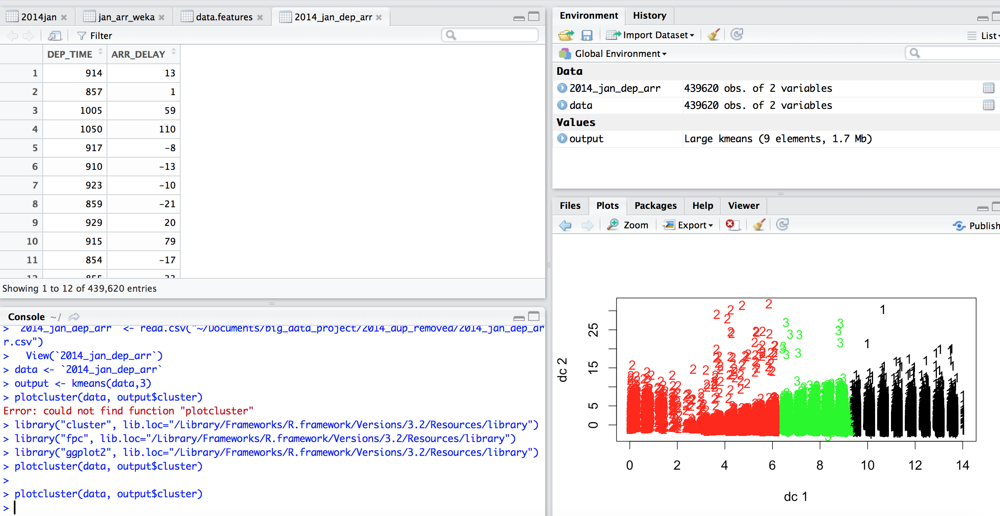 2014jan
jan_arr_weka
data.features
2014_jan_dep_arr
Filter
DEP_TIME ARR_DELAY
1 914 13
2 857 1
3 1005 59
4 1050 110
5 917 -8
6 910 -13
7 923 -10
8 859 -21
9 929 20
10 915 79
11 854 -17
Showing 1 to 12 of 439,620 entries
Console ~/
> 2014_jan_dep_arr <- read.csv("~/Documents/big_data_project/2014_dup_removed/2014_jan_dep_ar
r.csv")
> View(`2014_jan_dep_arr`)
> data <- `2014_jan_dep_arr`
> output <- kmeans(data,3)
> plotcluster(data, output$cluster)
Error: could not find function "plotcluster"
> library("cluster", lib.loc="/Library/Frameworks/R.framework/Versions/3.2/Resources/library")
> library("fpc", lib.loc="/Library/Frameworks/R.framework/Versions/3.2/Resources/library")
> library("ggplot2", lib.loc="/Library/Frameworks/R.framework/Versions/3.2/Resources/library")
> plotcluster(data, output$cluster)
>
> plotcluster(data, output$cluster)
>
Environment History
Import Dataset
List
Global Environment
Data
2014_jan_dep_arr 439620 obs. of 2 variables
data 439620 obs. of 2 variables
Values
output Large kmeans (9 elements, 1.7 Mb)
Files Plots Packages Help Viewer
Zoom Export Publish
dc 2
25
15
5
0
0 2 4 6 8 10 12 14
dc 1